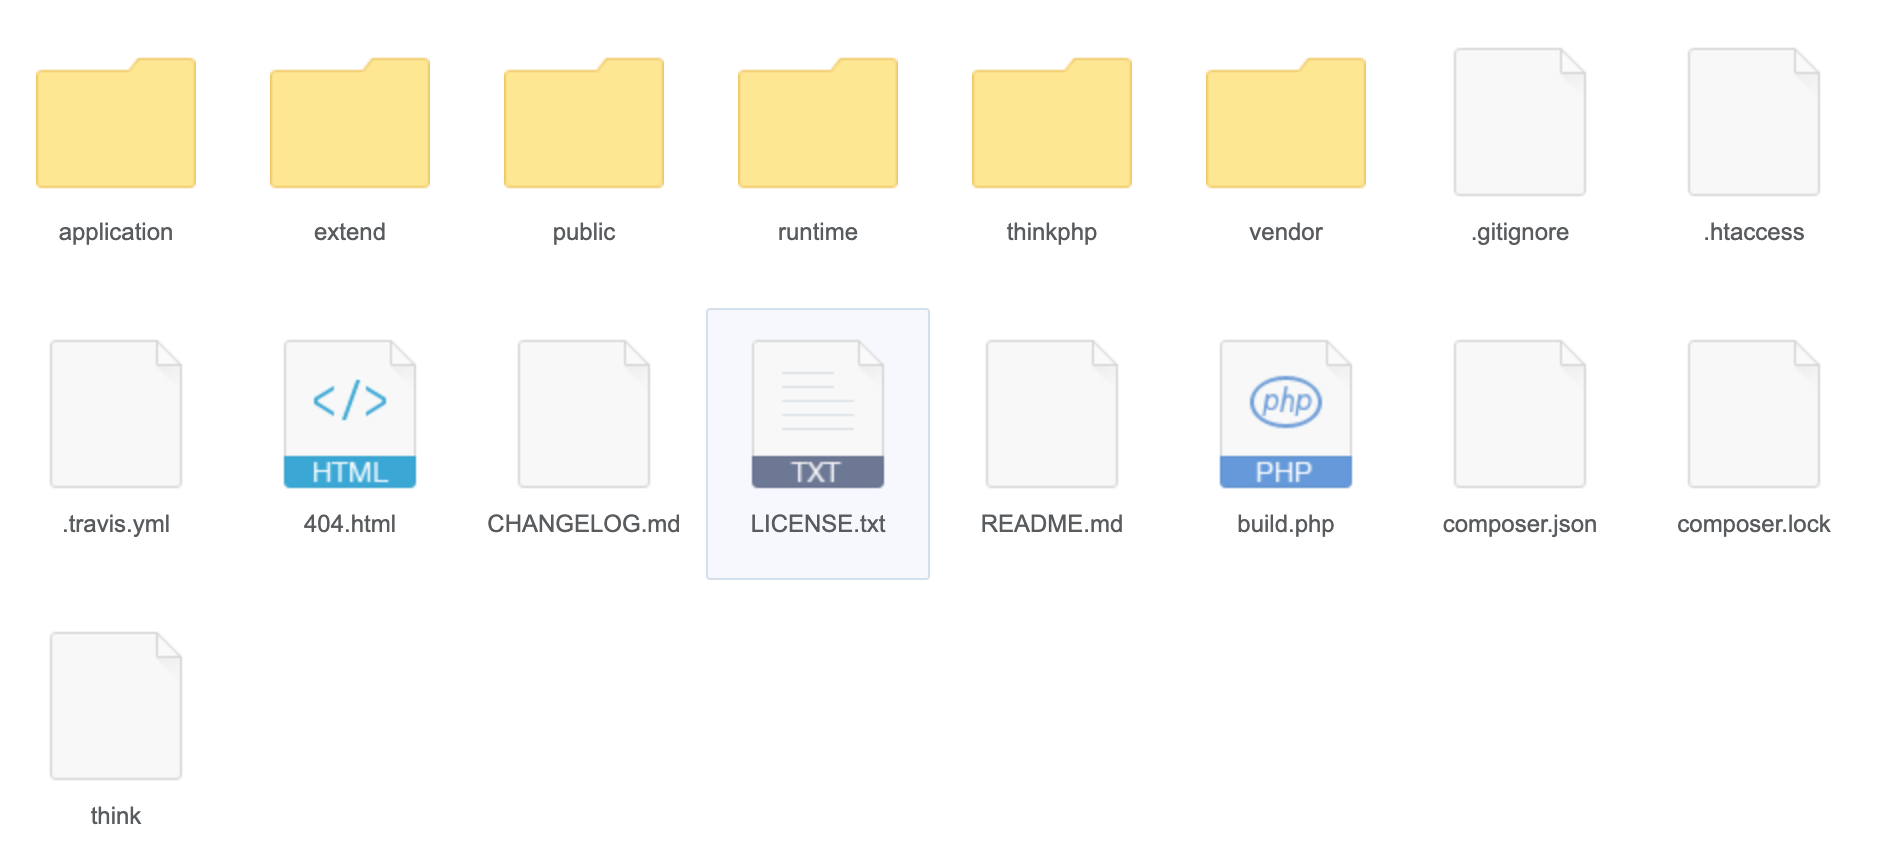 application
extend
public
runtime
thinkphp
vendor
.gitignore
.htaccess
</>
HTML
TXT
php
PHP
.travis.yml
404.html
CHANGELOG.md
LICENSE.txt
README.md
build.php
composer.json
composer.lock
think